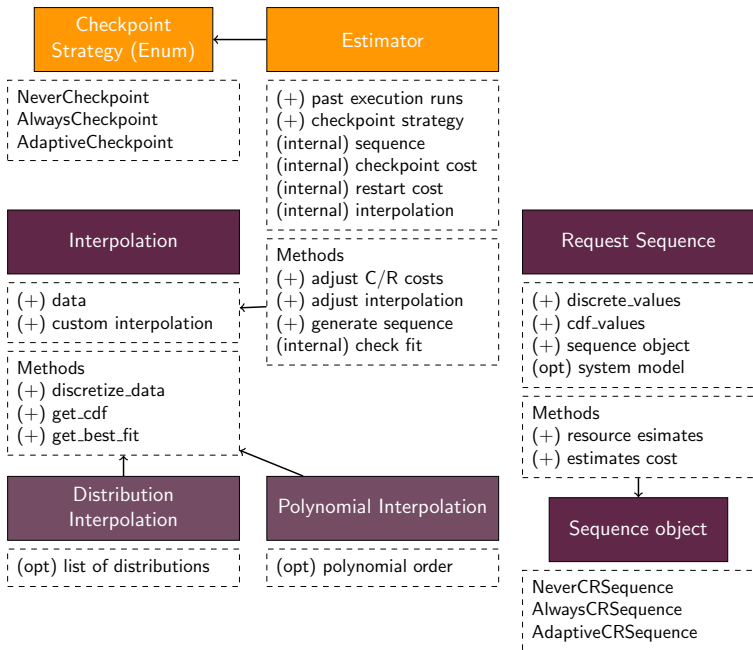 Checkpoint
Strategy (Enum)
NeverCheckpoint
AlwaysCheckpoint
AdaptiveCheckpoint
Estimator
(+) past execution runs
(+) checkpoint strategy
(internal) sequence
(internal) checkpoint cost
(internal) restart cost
(internal) interpolation
Methods
(+) adjust C/R costs
(+) adjust interpolation
(+) generate sequence
(internal) check fit
Interpolation
(+) data
(+) custom interpolation
Methods
(+) discretize_data
(+) get_cdf
(+) get_best_fit
Distribution
Interpolation
(opt) list of distributions
Polynomial Interpolation
(opt) polynomial order
Request Sequence
(+) discrete_values
(+) cdf_values
(+) sequence object
(opt) system model
Methods
(+) resource esimates
(+) estimates cost
Sequence object
NeverCRSequence
AlwaysCRSequence
AdaptiveCRSequence